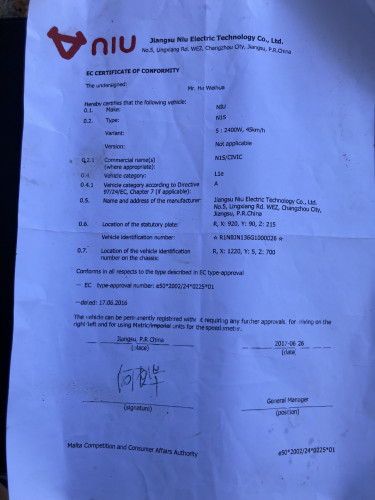 niu
Jiangsu Niu Electric Technology Co., Ltd.
No.5, Lingxiang Rd. WEZ, Changzhou City, Jiangsu, P.R.China
EC CERTIFICATE OF CONFORMITY
The undersigned: Mr. Hu Weihua
Hereby certifies that the following vehicle:
0.1. Make: NIU
0.2. Type: N1S
Variant: S : 2400W, 45km/h
Version: Not applicable
0.2.1 Commercial name(s) (where appropriate): N1S/CIVIC
0.4 Vehicle category: L1e
0.4.1 Vehicle category according to Directive A
97/24/EC, Chapter 7 (if applicable):
0.5. Name and address of the manufacturer: Jiangsu Niu Electric Technology Co., Ltd.
No.5, Lingxiang Rd. WEZ, Changzhou City,
Jiangsu, P.R.China
0.6. Location of the statutory plate: R, X: 920, Y: 90, Z: 215
Vehicle identification number: ☆ R1NBJN136G1000026 ☆
0.7. Location of the vehicle identification R, X: 1220, Y: 5, Z: 700
number on the chassis:
Conforms in all respects to the type described in EC type-approval
— EC type-approval number: e50*2002/24*0225*01
—dated: 17.06.2016
The vehicle can be permanently registered without requiring any further approvals for driving on the
right/left and for using Metric/imperial units for the speedometer.
Jiangsu, P.R.China 2017-06 26
(place) (date)
General Manager
(signature) (position)
Malta Competition and Consumer Affairs Authority e50*2002/24*0225*01